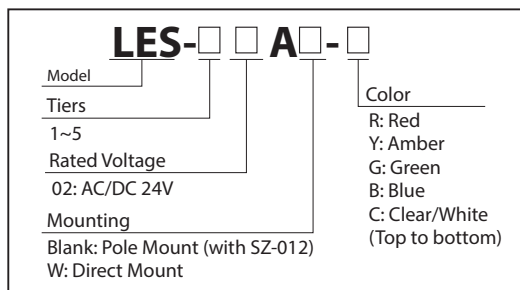 LES-□ □ A□-□
Model
Tiers
1~5
Rated Voltage
02: AC/DC 24V
Mounting
Blank: Pole Mount (with SZ-012)
W: Direct Mount
Color
R: Red
Y: Amber
G: Green
B: Blue
C: Clear/White
(Top to bottom)